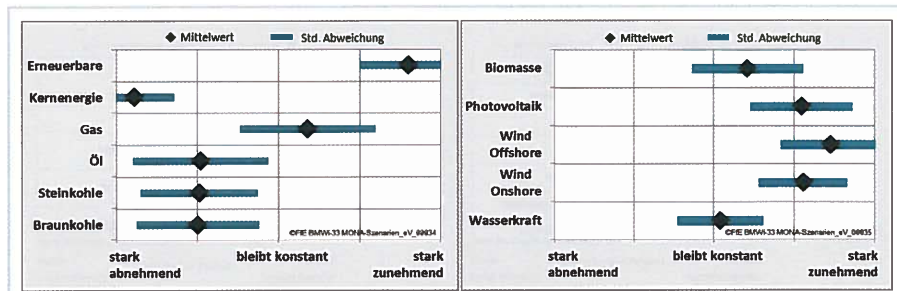 Mittelwert Std. Abweichung
Erneuerbare
Kernenergie
Gas
Öl
Steinkohle
Braunkohle
©FfE BMWI-33 MONA-Szenarien_eV_00034
stark
abnehmend
bleibt konstant
stark
zunehmend
Mittelwert Std. Abweichung
Biomasse
Photovoltaik
Wind
Offshore
Wind
Onshore
Wasserkraft
©FfE BMWI-33 MONA-Szenarien_eV_00035
stark
abnehmend
bleibt konstant
stark
zunehmend